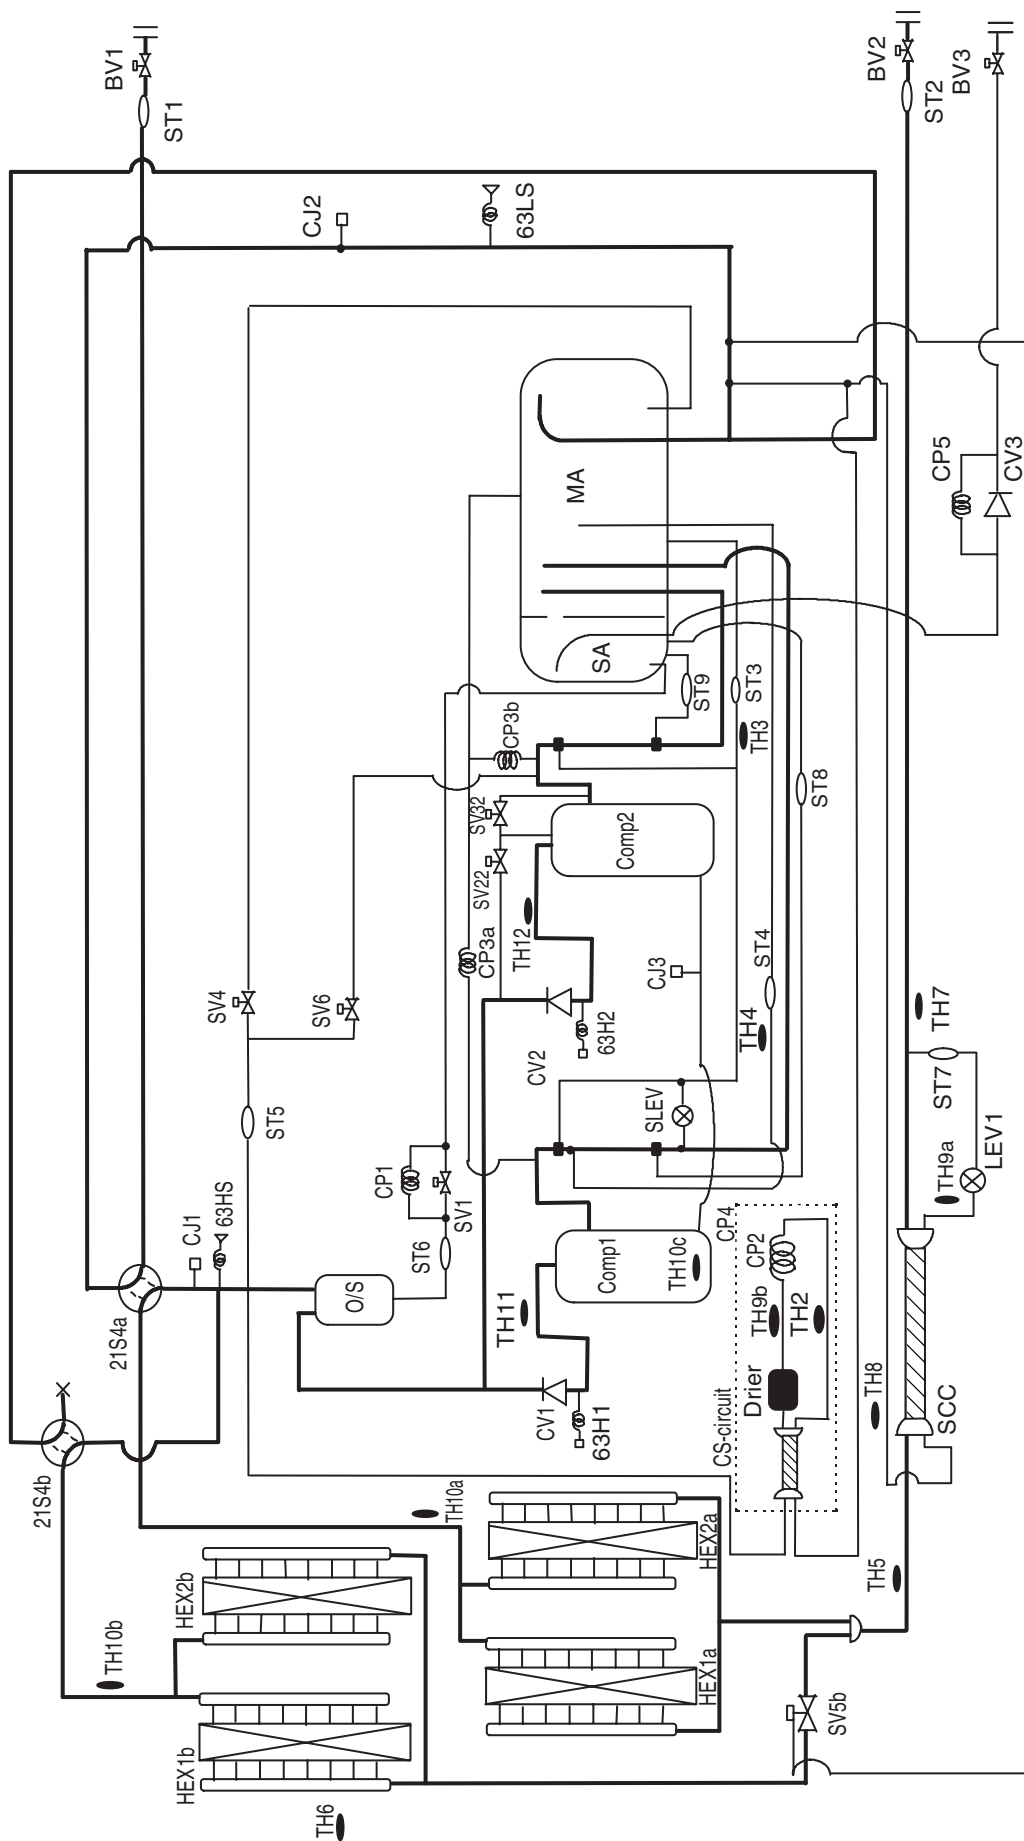 BV1
ST1
BV2
ST2
BV3
CJ2
63LS
MA
SA
CP5
CV3
ST9
ST3
TH3
ST8
CP3b
SV32
SV22
Comp2
TH12
CP3a
SV4
SV6
CV2
63H2
CJ3
ST4
TH4
TH7
ST7
LEV1
TH9a
SLEV
ST5
CP1
SV1
ST6
CJ1
63HS
21S4a
O/S
Comp1
TH10c
TH11
CP4
CP2
TH9b
TH2
Drier
CS-circuit
TH8
SCC
CV1
63H1
21S4b
TH10a
HEX2a
HEX1a
TH10b
HEX2b
HEX1b
TH6
TH5
SV5b